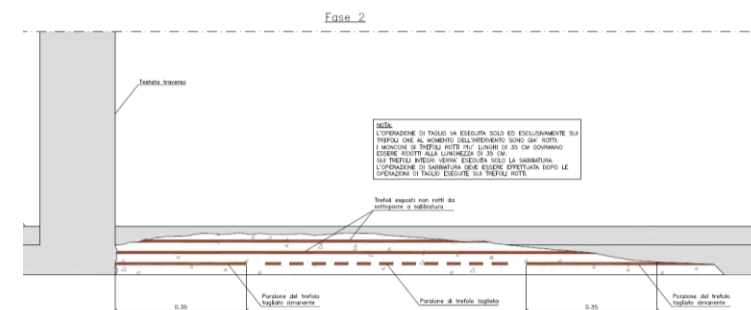 Fase 2
Testata traverso
NOTA:
L'OPERAZIONE DI TAGLIO VA ESEGUITA SOLO ED ESCLUSIVAMENTE SUI
TREFOLI CHE AL MOMENTO DELL'INTERVENTO SONO GIA' ROTTI.
I MONCONI DI TREFOLI ROTTI PIU' LUNGHI DI 35 CM DOVRANNO
ESSERE RIDOTTI ALLA LUNGHEZZA DI 35 CM.
SUI TREFOLI INTEGRI VERRA' ESEGUITA SOLO LA SABBIATURA.
L'OPERAZIONE DI SABBIATURA DEVE ESSERE EFFETTUATA DOPO LE
OPERAZIONI DI TAGLIO ESEGUITE SUI TREFOLI ROTTI.
Trefoli esposti non rotti da
sottoporre a sabbiatura
Porzione del trefolo
tagliato rimanente
Porzione di trefolo tagliata
Porzione del trefolo
tagliato rimanente
0.35
0.35